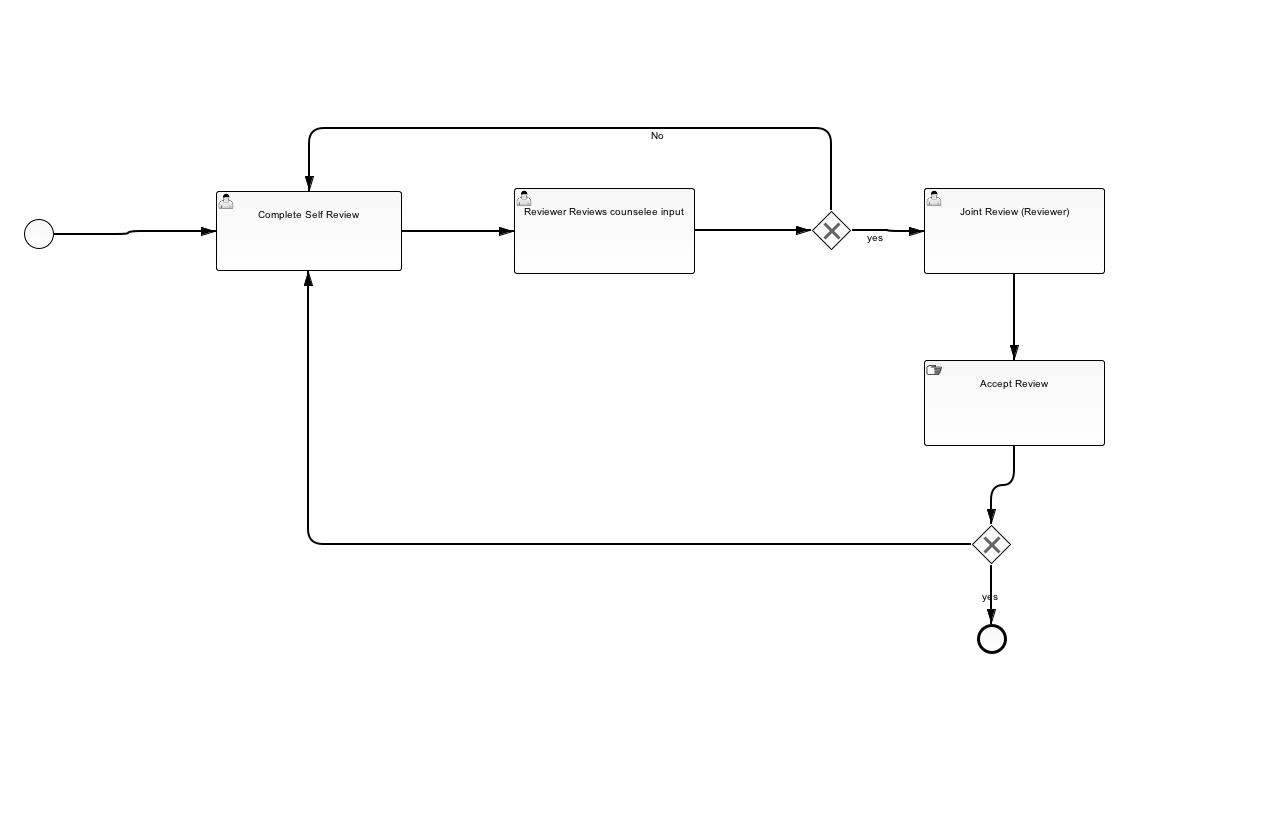 No
Complete Self Review
Reviewer Reviews counselee input
yes
Joint Review (Reviewer)
Accept Review
yes